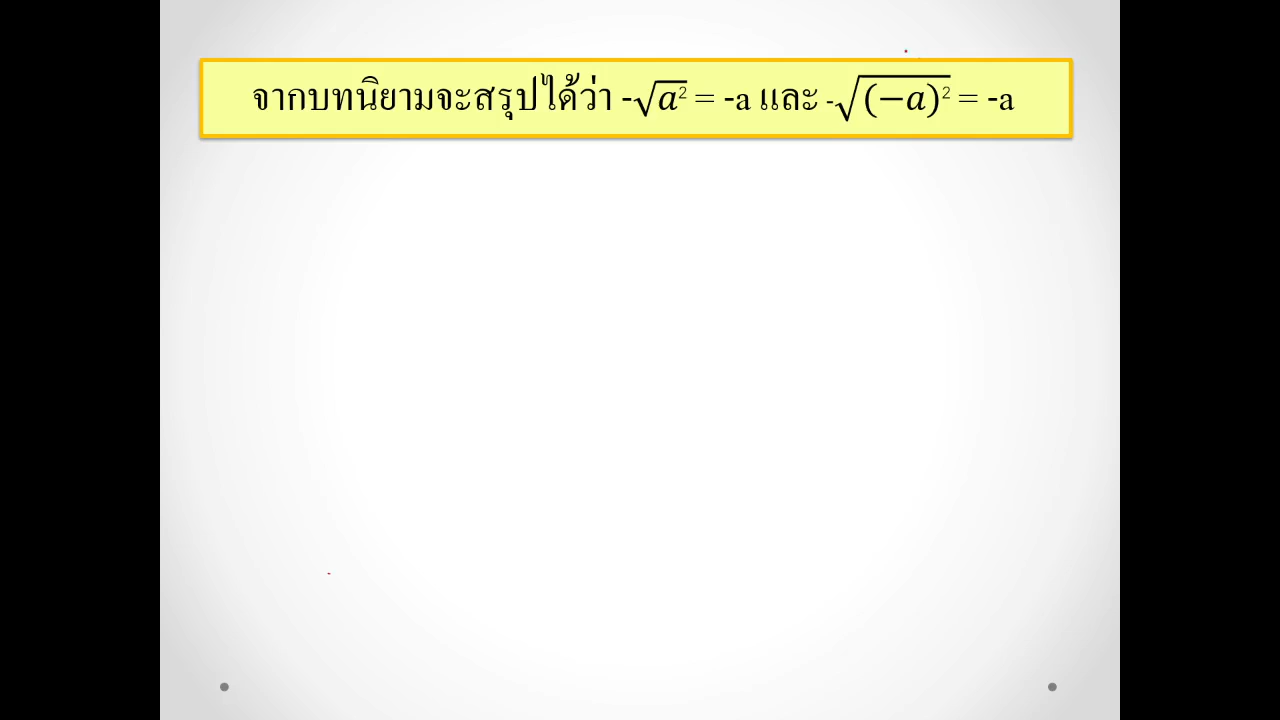 จากบทนิยามจะสรุปได้ว่า -√a² = -a และ -√(−a)² = -a